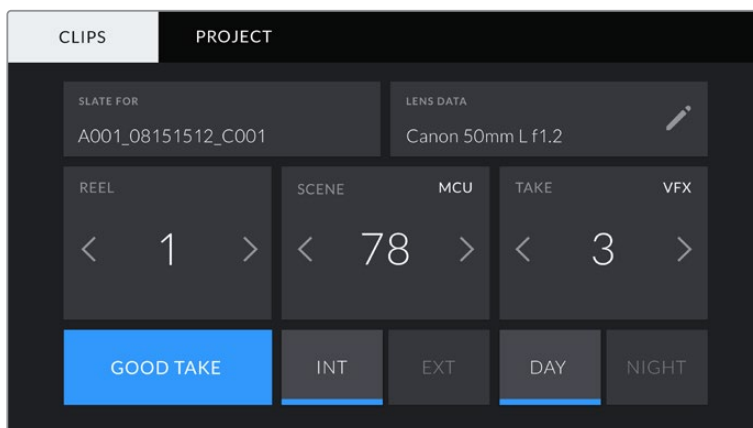 CLIPS PROJECT
SLATE FOR LENS DATA
A001_08151512_C001 Canon 50mm L f1.2
REEL SCENE MCU TAKE VFX
1 78 3
GOOD TAKE INT EXT DAY NIGHT